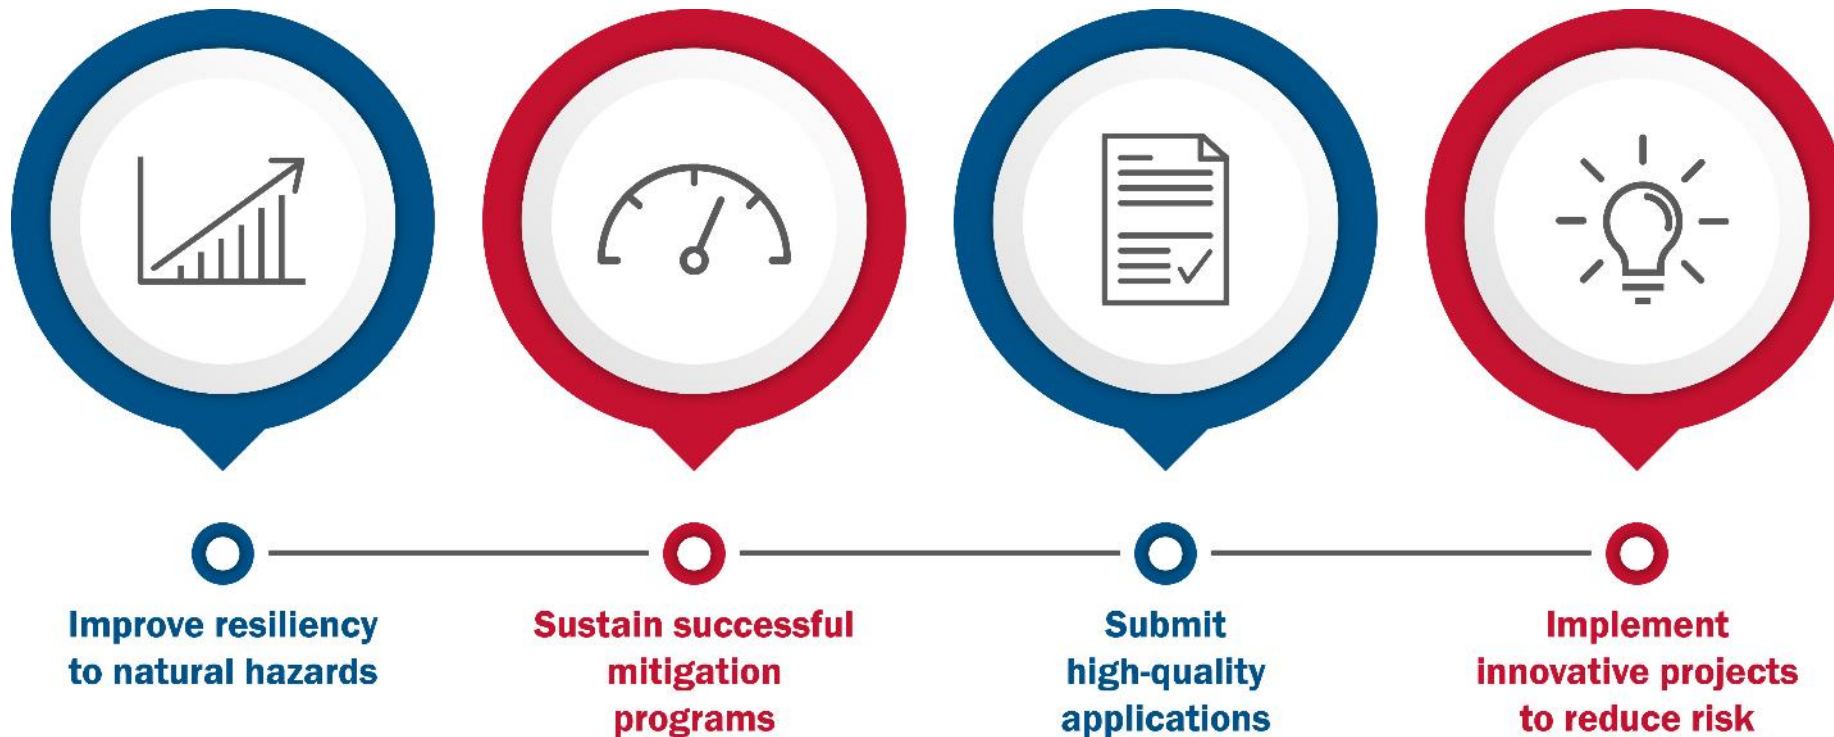 Improve resiliency
to natural hazards
Sustain successful
mitigation
programs
Submit
high-quality
applications
Implement
innovative projects
to reduce risk